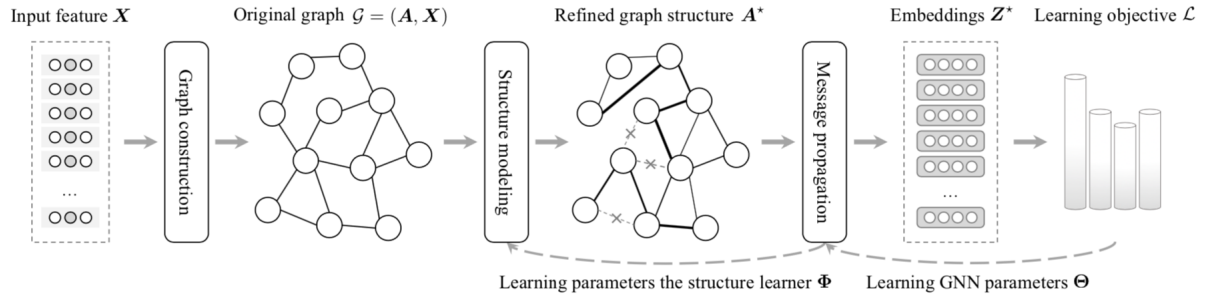 Input feature X
Original graph G = (A, X)
Refined graph structure A*
Embeddings Z*
Learning objective L
Graph construction
Structure modeling
Message propagation
...
...
Learning parameters the structure learner Φ
Learning GNN parameters Θ